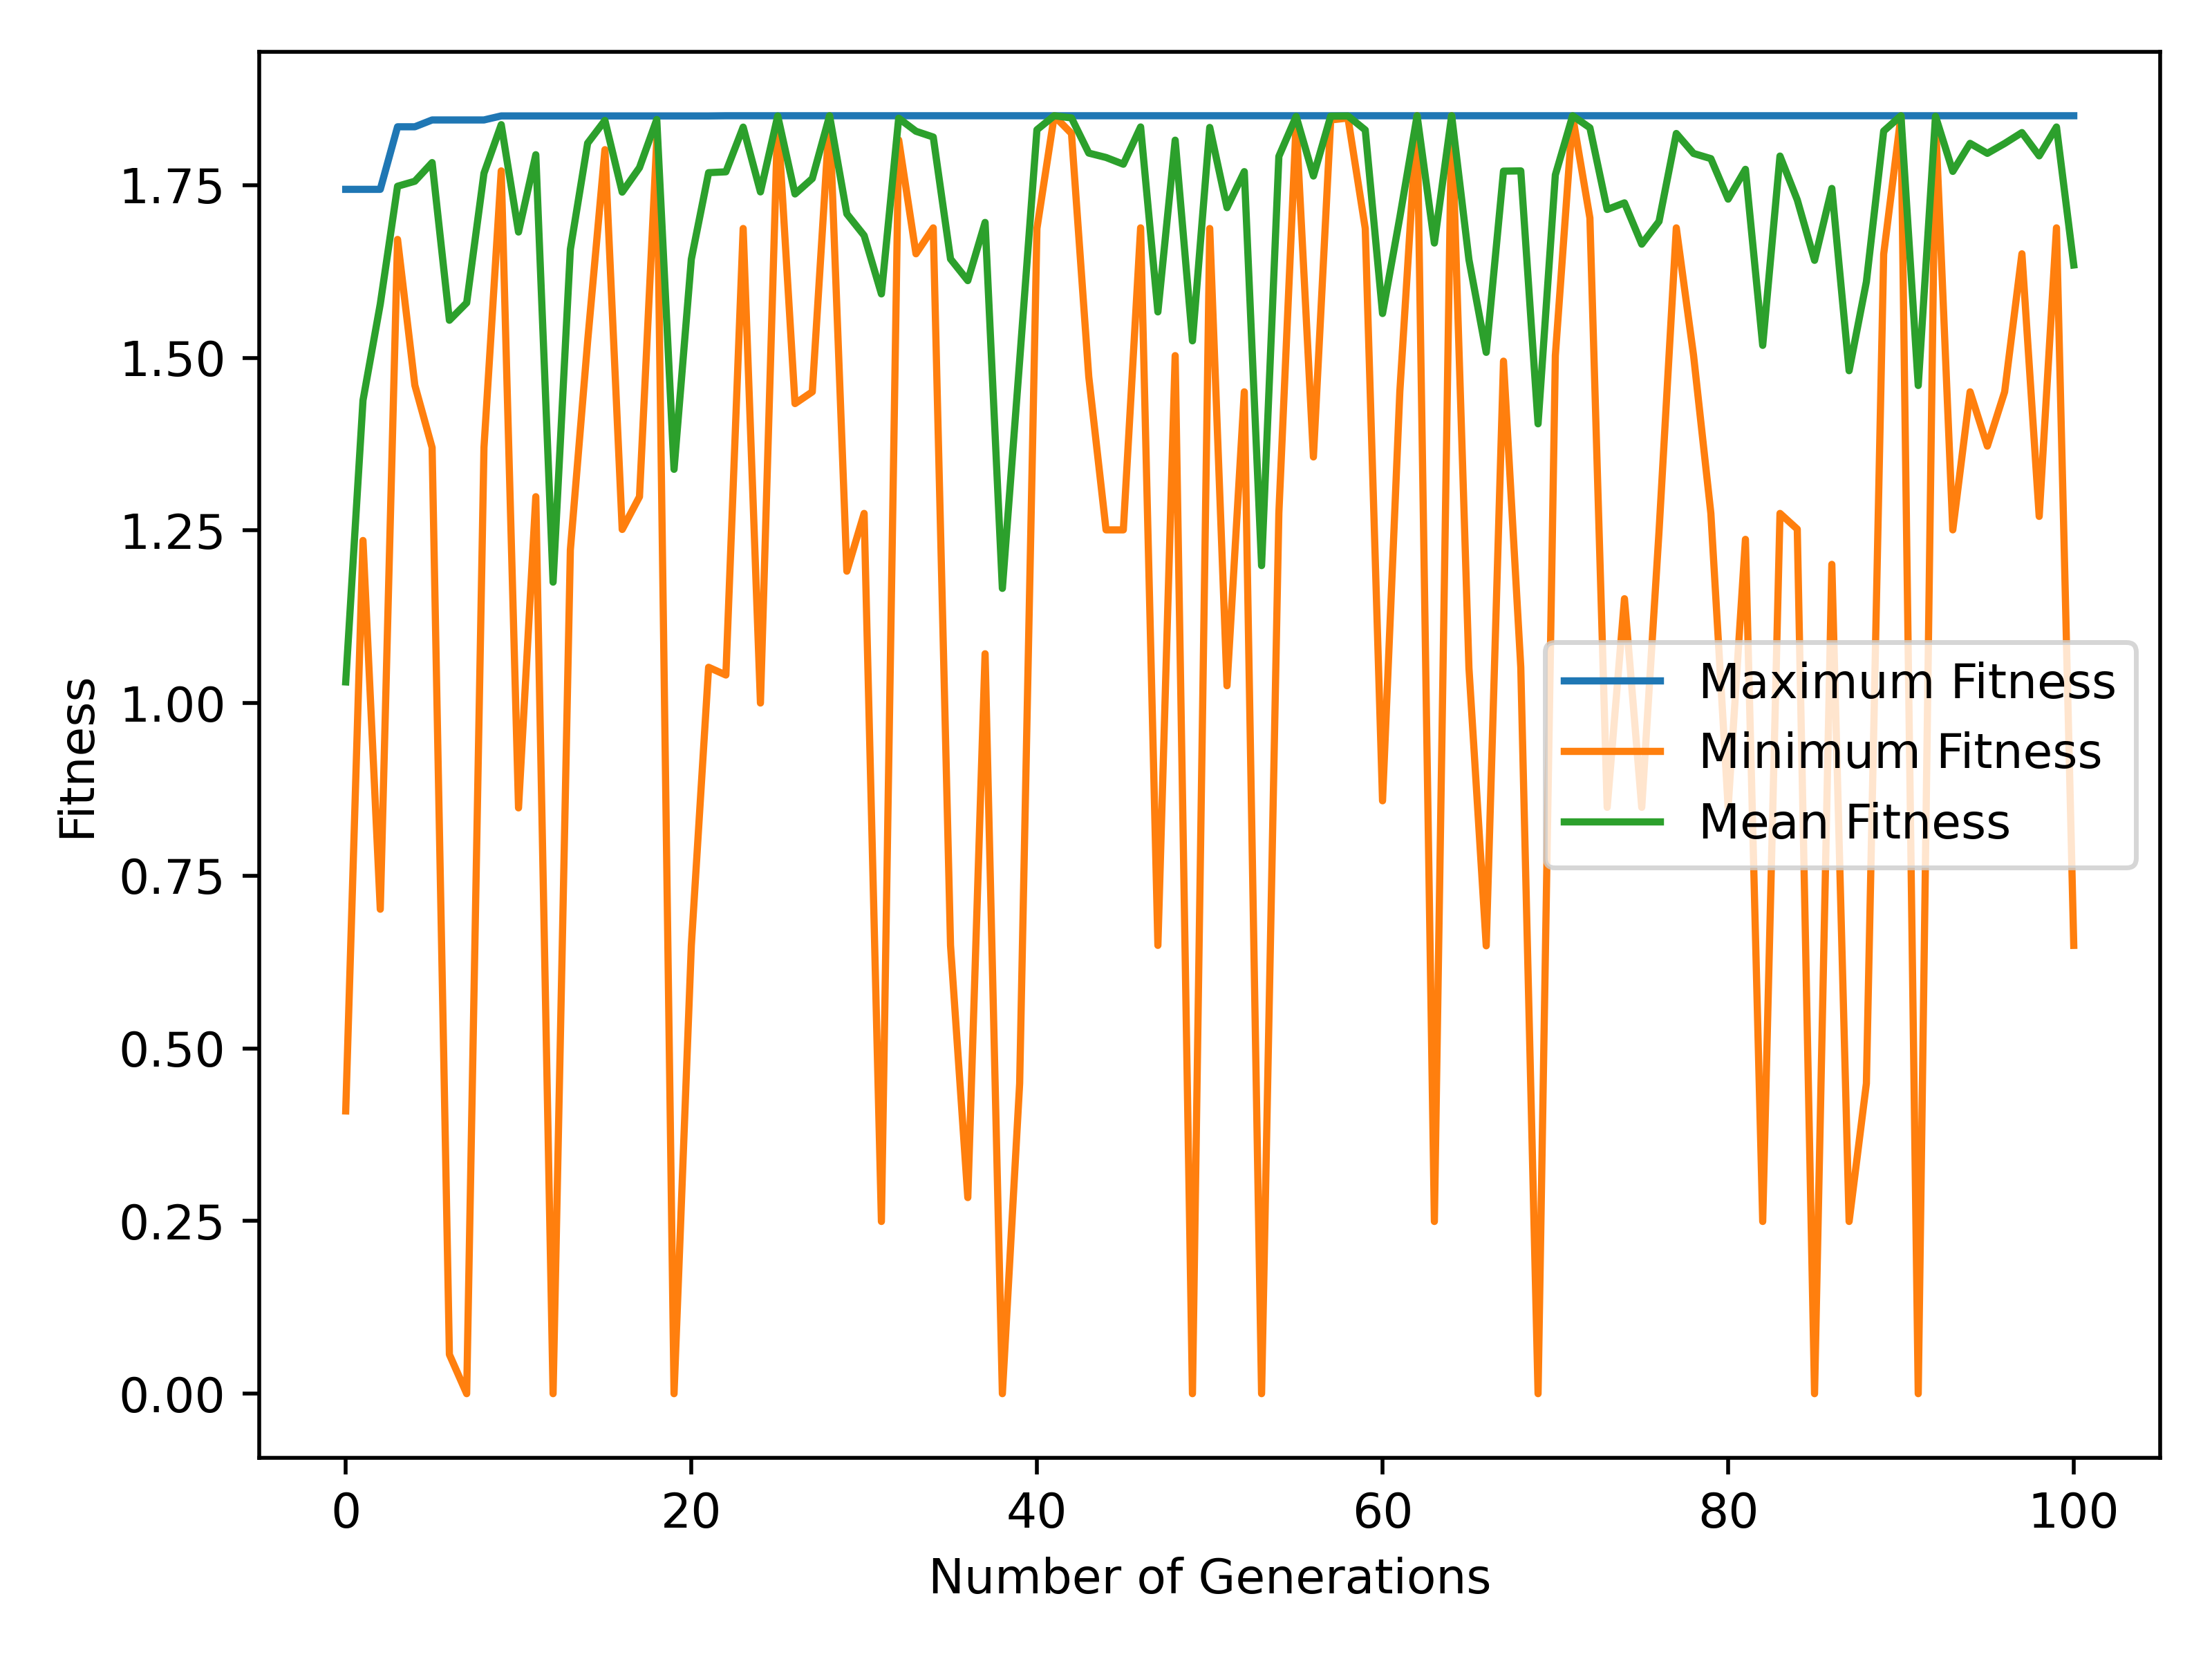 1.75
1.50
1.25
1.00
0.75
0.50
0.25
0.00
Fitness
Maximum Fitness
Minimum Fitness
Mean Fitness
0 20 40 60 80 100
Number of Generations